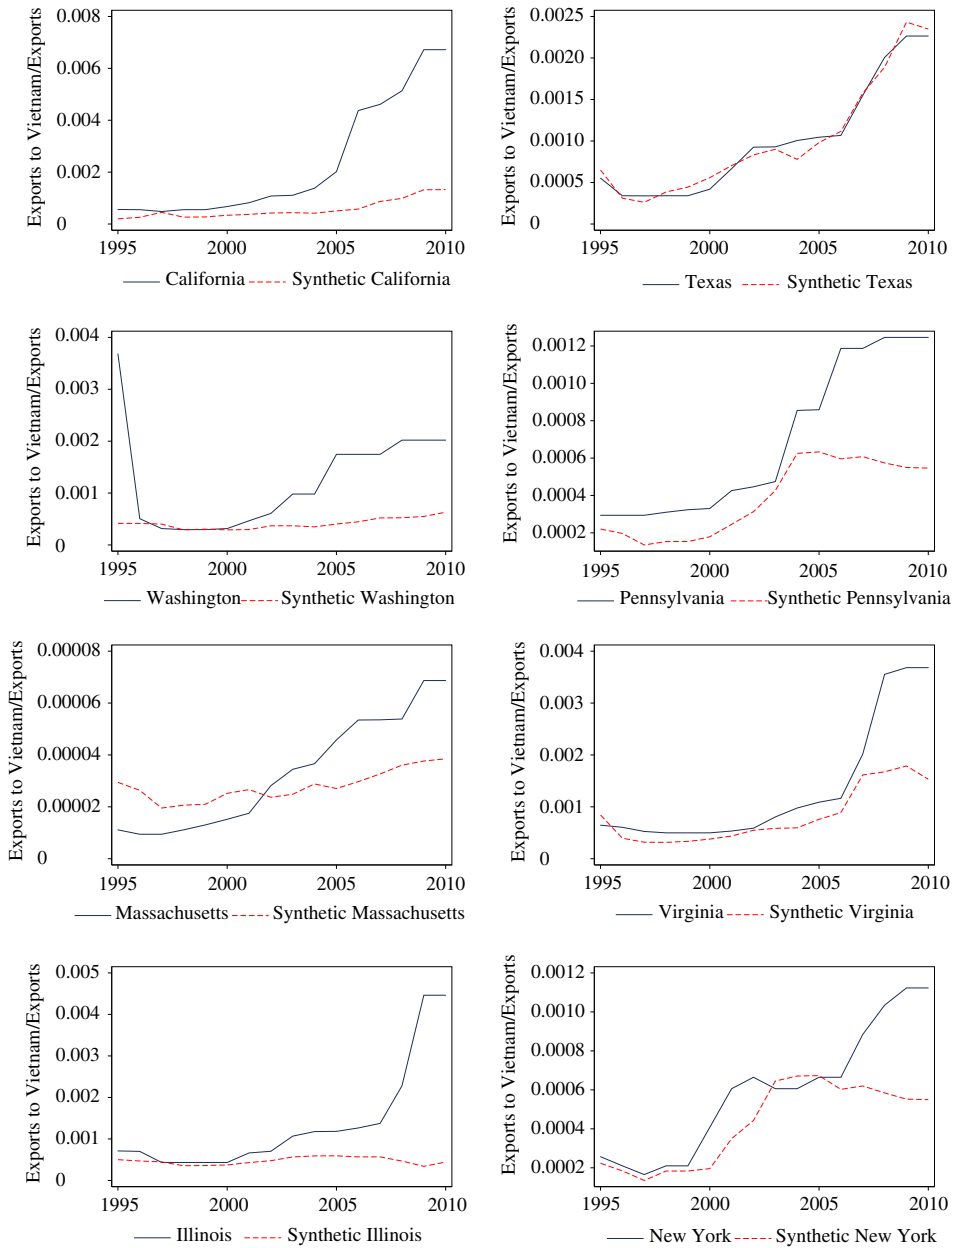 Exports to Vietnam/Exports
0.008
0.006
0.004
0.002
0
1995 2000 2005 2010
California Synthetic California
Exports to Vietnam/Exports
0.0025
0.0020
0.0015
0.0010
0.0005
0
1995 2000 2005 2010
Texas Synthetic Texas
Exports to Vietnam/Exports
0.004
0.003
0.002
0.001
0
1995 2000 2005 2010
Washington Synthetic Washington
Exports to Vietnam/Exports
0.0012
0.0010
0.0008
0.0006
0.0004
0.0002
1995 2000 2005 2010
Pennsylvania Synthetic Pennsylvania
Exports to Vietnam/Exports
0.00008
0.00006
0.00004
0.00002
0
1995 2000 2005 2010
Massachusetts Synthetic Massachusetts
Exports to Vietnam/Exports
0.004
0.003
0.002
0.001
0
1995 2000 2005 2010
Virginia Synthetic Virginia
Exports to Vietnam/Exports
0.005
0.004
0.003
0.002
0.001
0
1995 2000 2005 2010
Illinois Synthetic Illinois
Exports to Vietnam/Exports
0.0012
0.0010
0.0008
0.0006
0.0004
0.0002
1995 2000 2005 2010
New York Synthetic New York